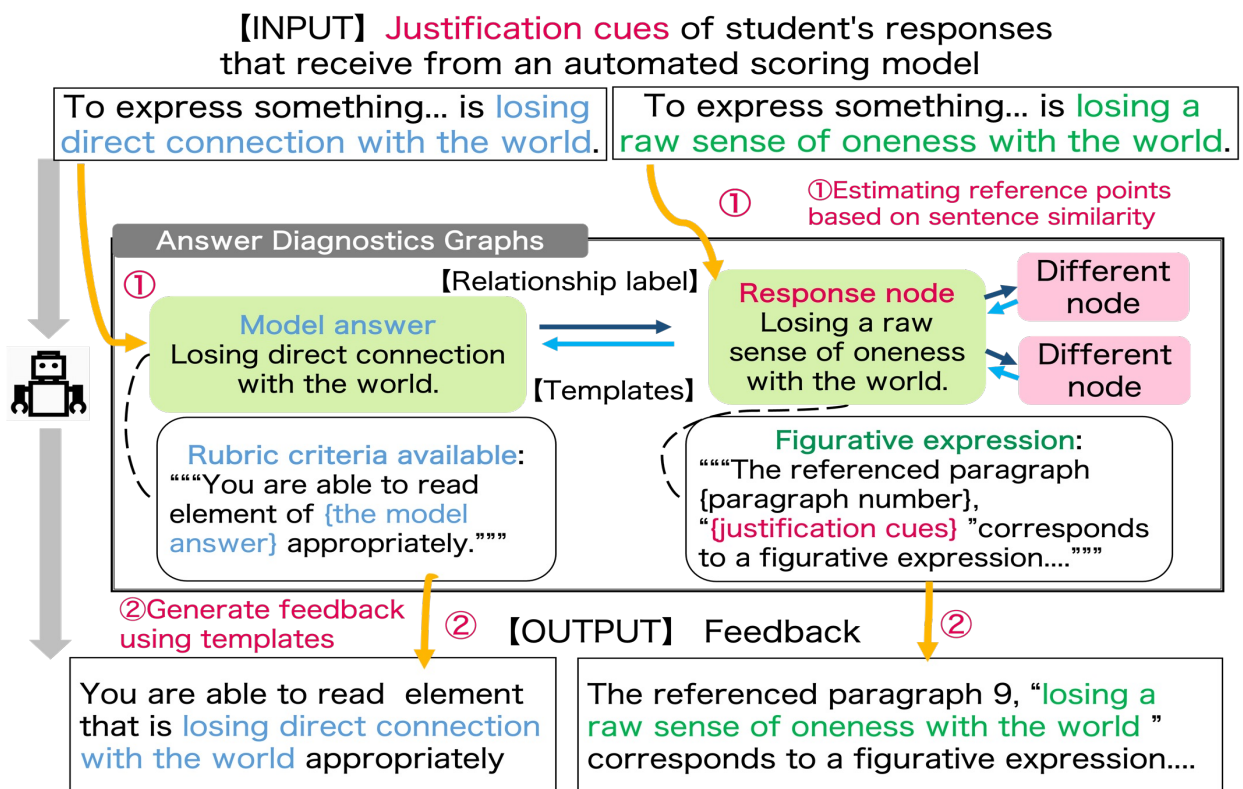 【INPUT】 Justification cues of student's responses
that receive from an automated scoring model
To express something... is losing
direct connection with the world.
To express something... is losing a
raw sense of oneness with the world.
①
①Estimating reference points
based on sentence similarity
Answer Diagnostics Graphs
①
【Relationship label】
Model answer
Losing direct connection
with the world.
Response node
Losing a raw
sense of oneness
with the world.
Different
node
Different
node
【Templates】
Rubric criteria available:
“““You are able to read
element of {the model
answer} appropriately.”””
Figurative expression:
“““The referenced paragraph
{paragraph number},
“{justification cues} ”corresponds
to a figurative expression....”””
②Generate feedback
using templates
②
【OUTPUT】 Feedback
②
You are able to read element
that is losing direct connection
with the world appropriately
The referenced paragraph 9, “losing a
raw sense of oneness with the world ”
corresponds to a figurative expression....